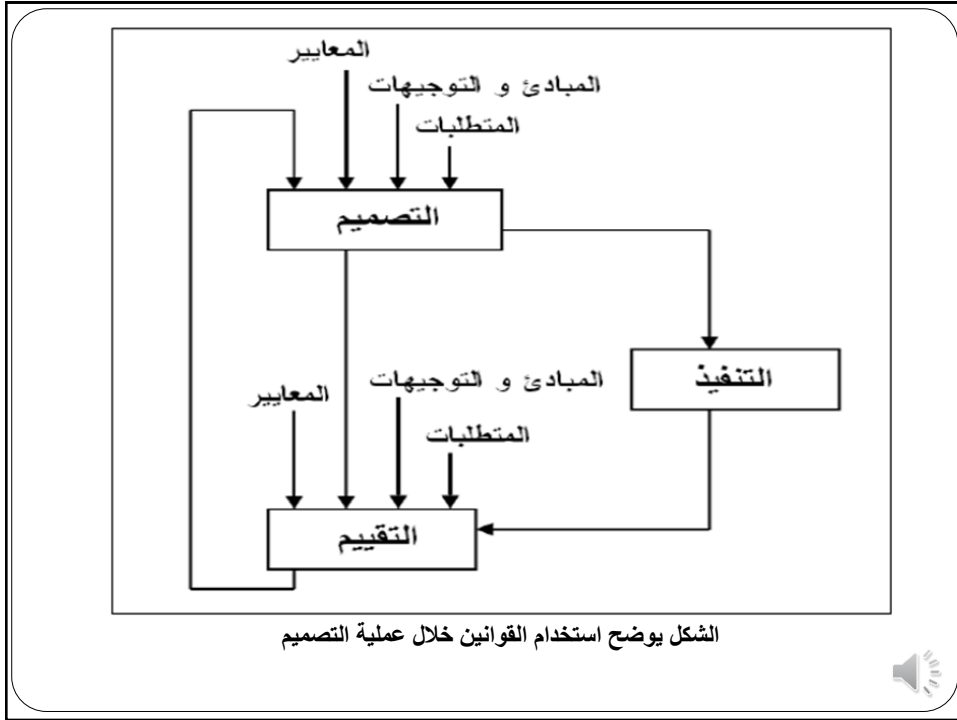 المعايير
المبادئ و التوجيهات
المتطلبات
التصميم
التنفيذ
المبادئ و التوجيهات
المعايير
المتطلبات
التقييم
الشكل يوضح استخدام القوانين خلال عملية التصميم